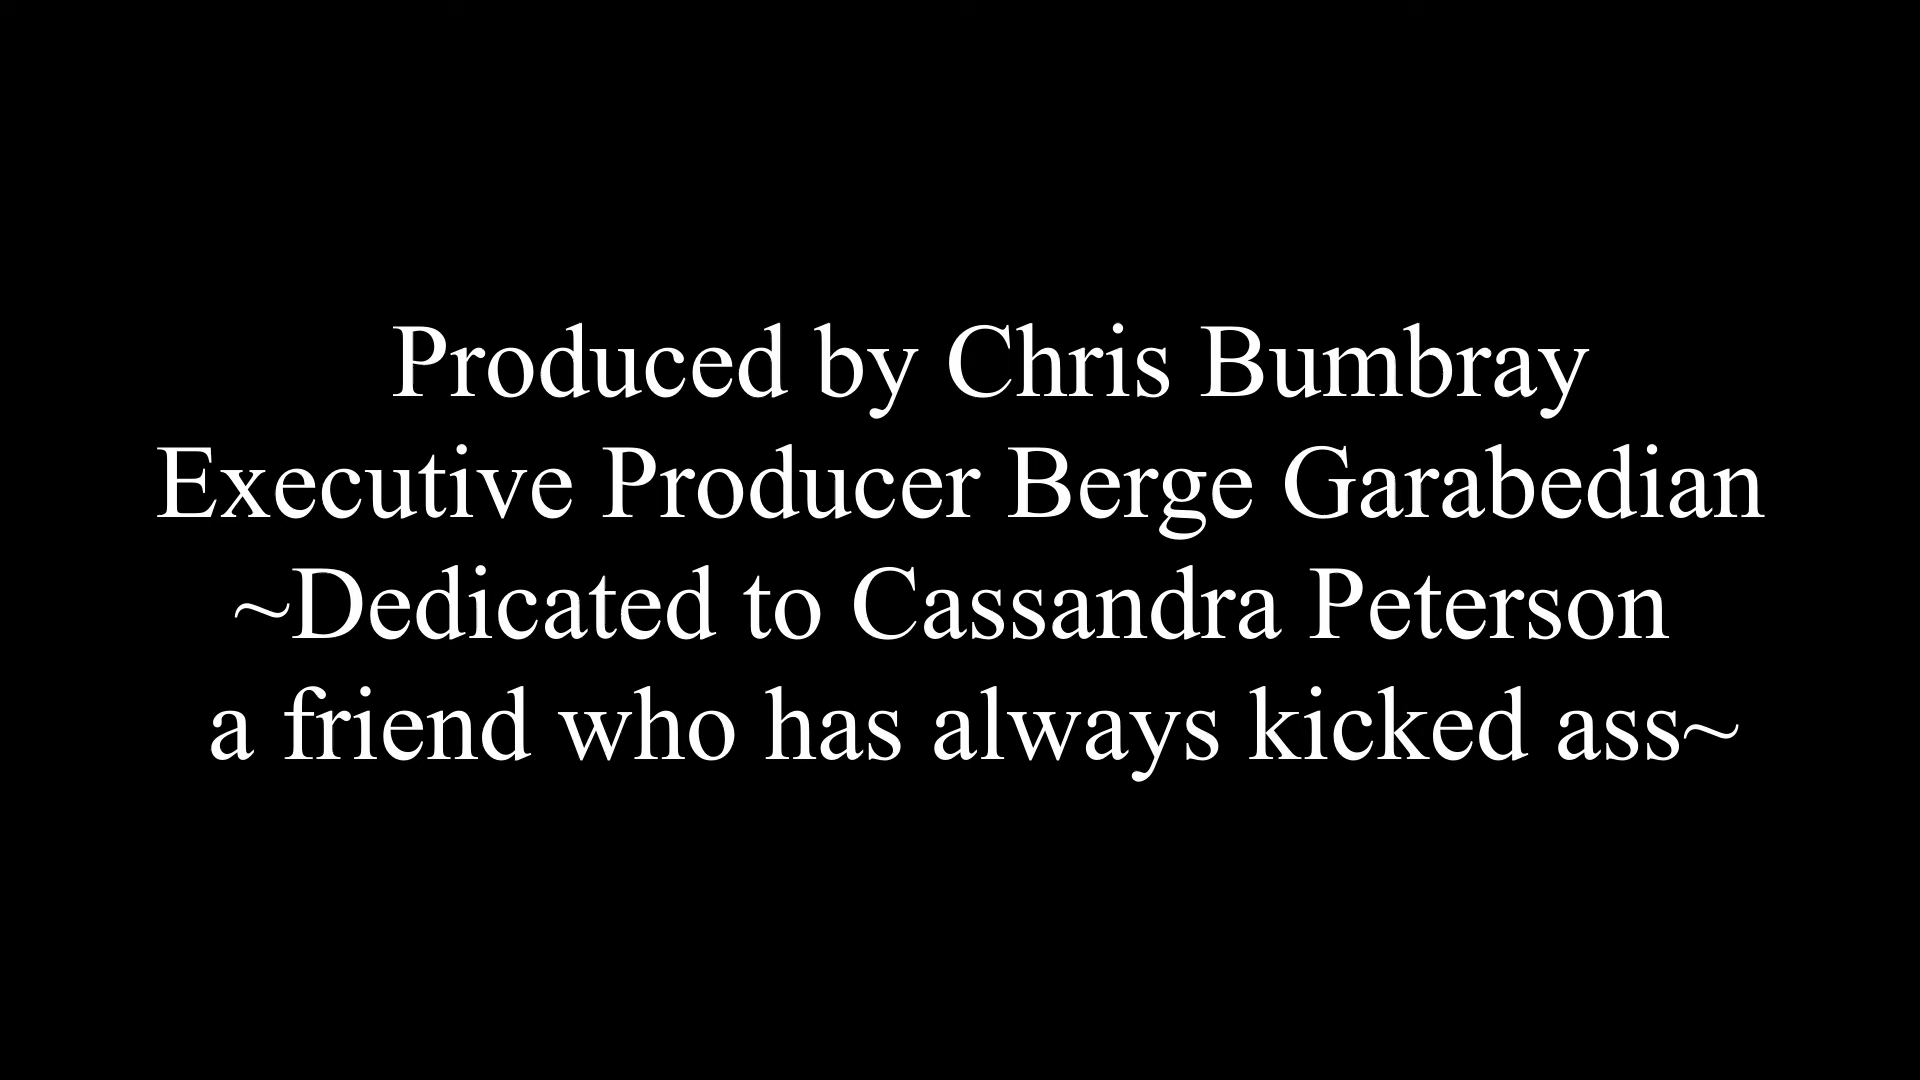 Produced by Chris Bumbray
Executive Producer Berge Garabedian
~Dedicated to Cassandra Peterson
a friend who has always kicked ass~